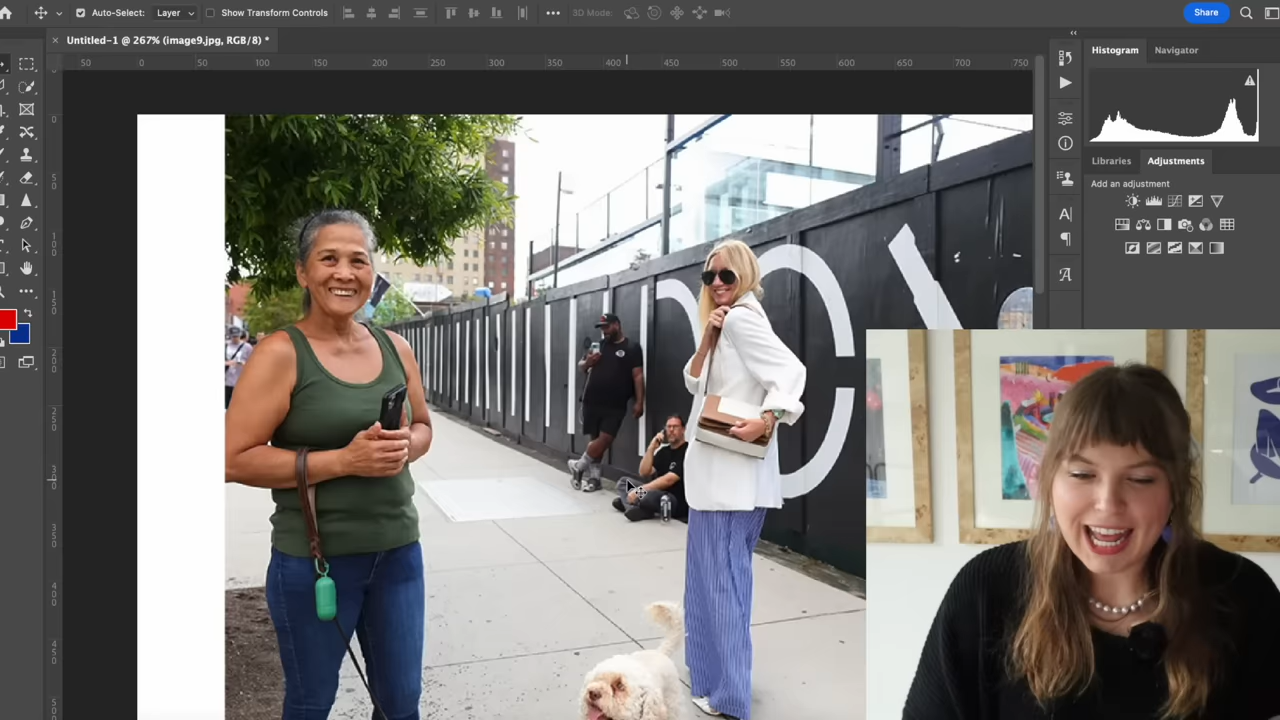 Auto-Select: Layer Show Transform Controls 3D Mode: Share
Untitled-1 @ 267% (image9.jpg, RGB/8) *
Histogram Navigator
50 0 50 100 150 200 250 300 350 400 450 500 550 600 650 700 750
Libraries Adjustments
Add an adjustment